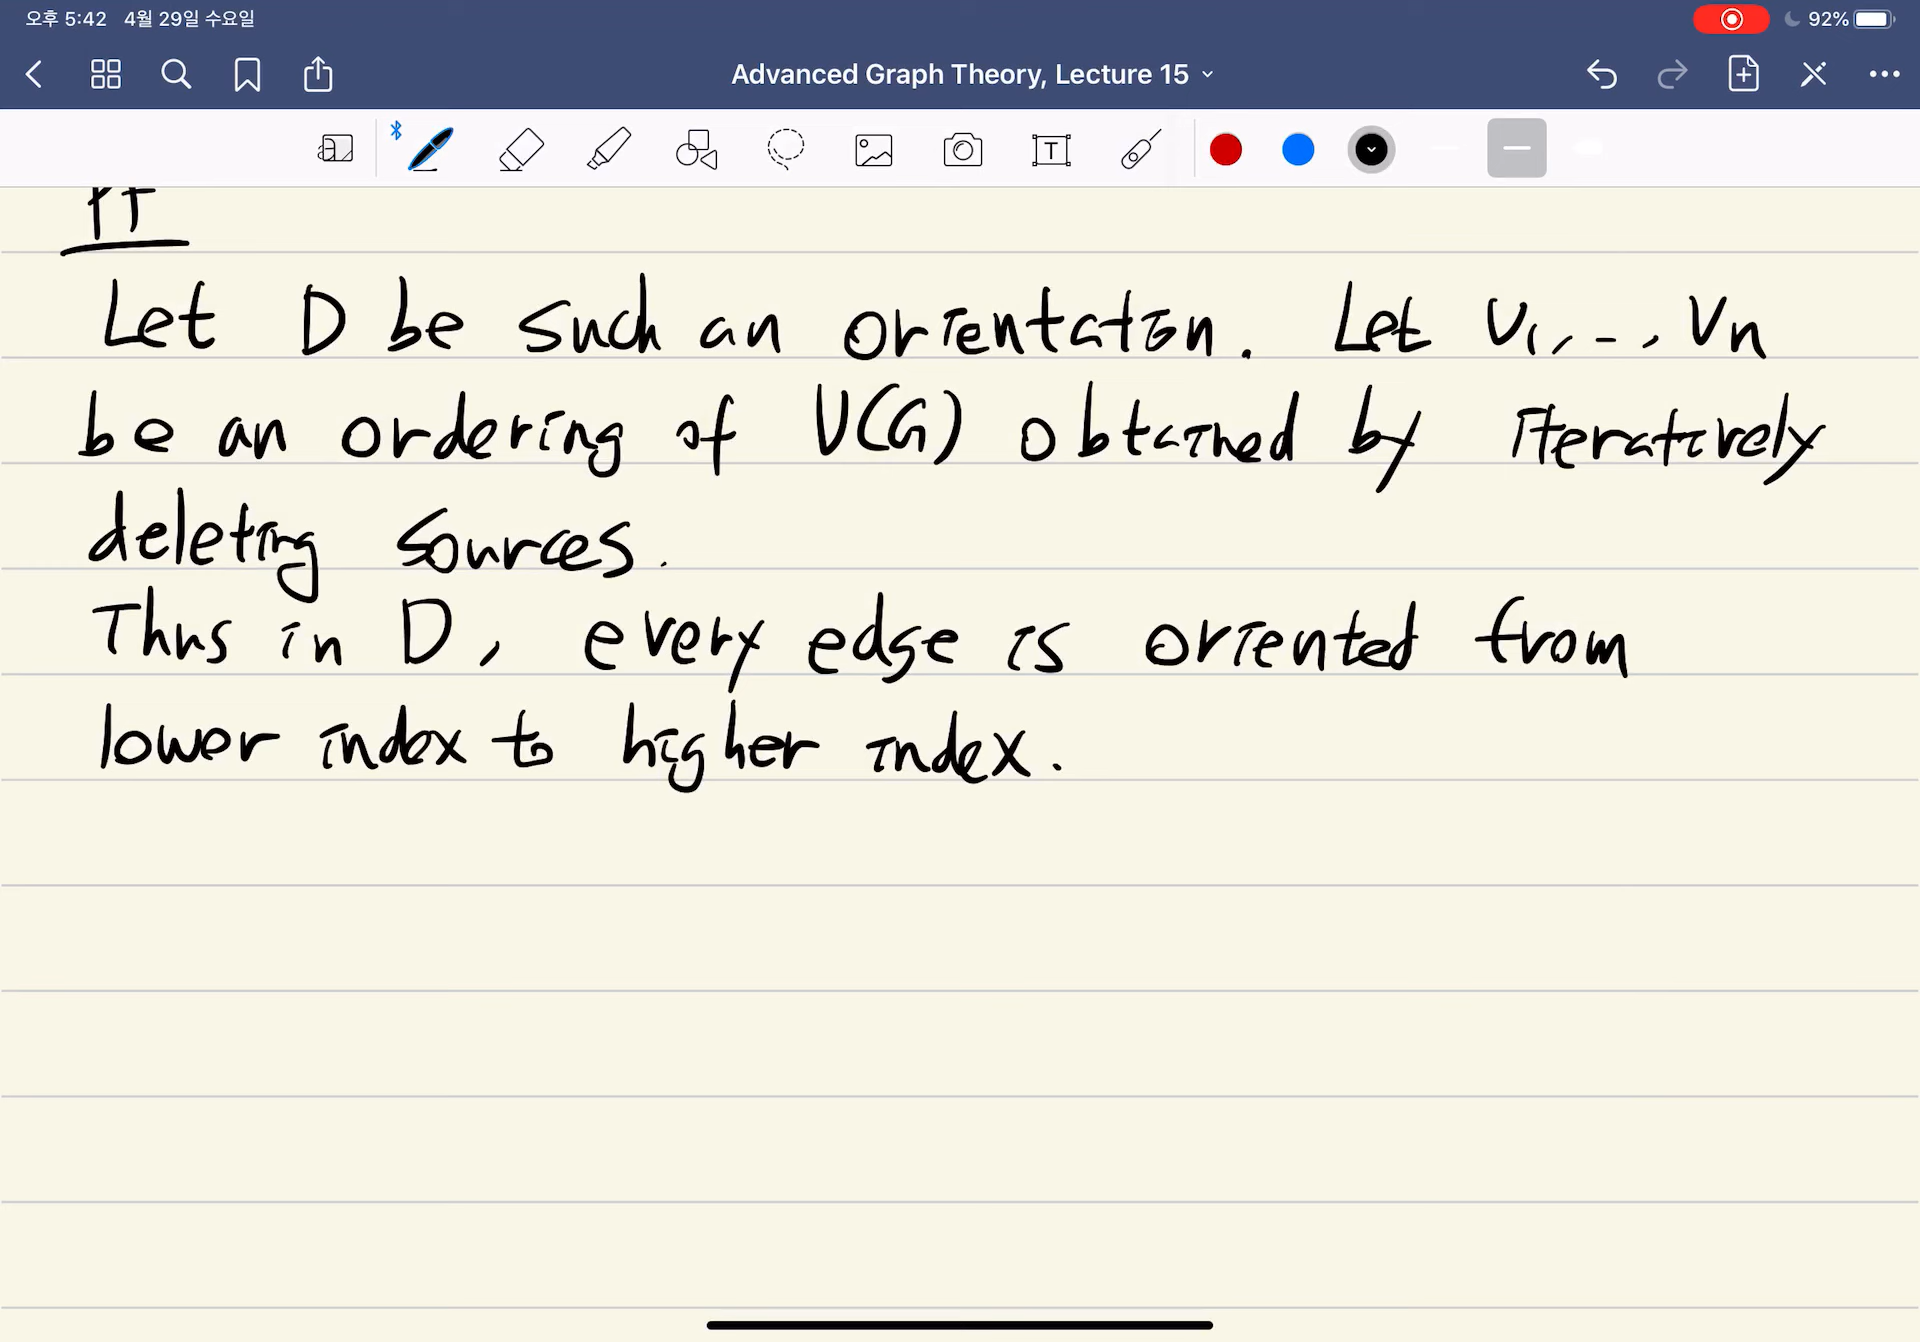 오후 5:42 4월 29일 수요일 92%
Advanced Graph Theory, Lecture 15
Pf
Let D be such an orientation. Let v1, .., vn
be an ordering of V(G) obtained by iteratively
deleting sources.
Thus in D, every edge is oriented from
lower index to higher index.